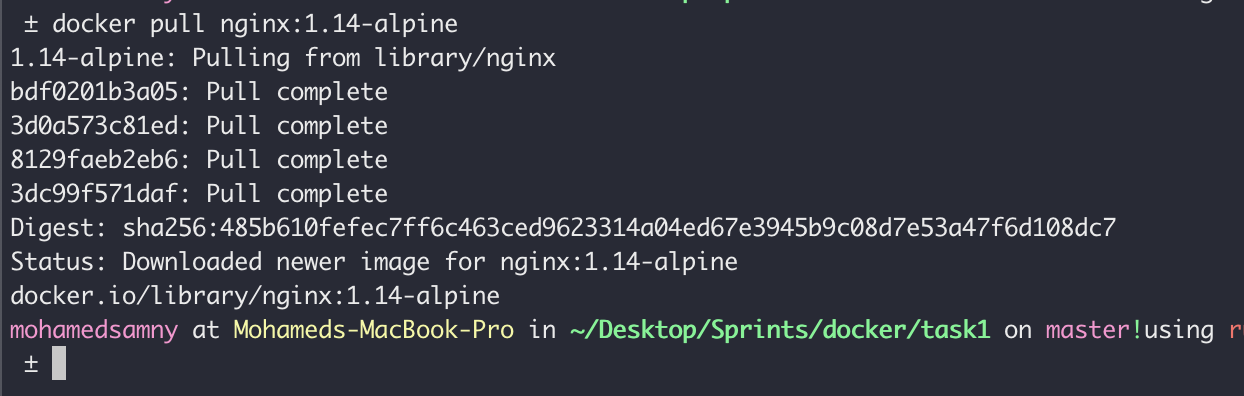 ± docker pull nginx:1.14-alpine
1.14-alpine: Pulling from library/nginx
bdf0201b3a05: Pull complete
3d0a573c81ed: Pull complete
8129faeb2eb6: Pull complete
3dc99f571daf: Pull complete
Digest: sha256:485b610fefec7ff6c463ced9623314a04ed67e3945b9c08d7e53a47f6d108dc7
Status: Downloaded newer image for nginx:1.14-alpine
docker.io/library/nginx:1.14-alpine
mohamedsamny at Mohameds-MacBook-Pro in ~/Desktop/Sprints/docker/task1 on master!using
±